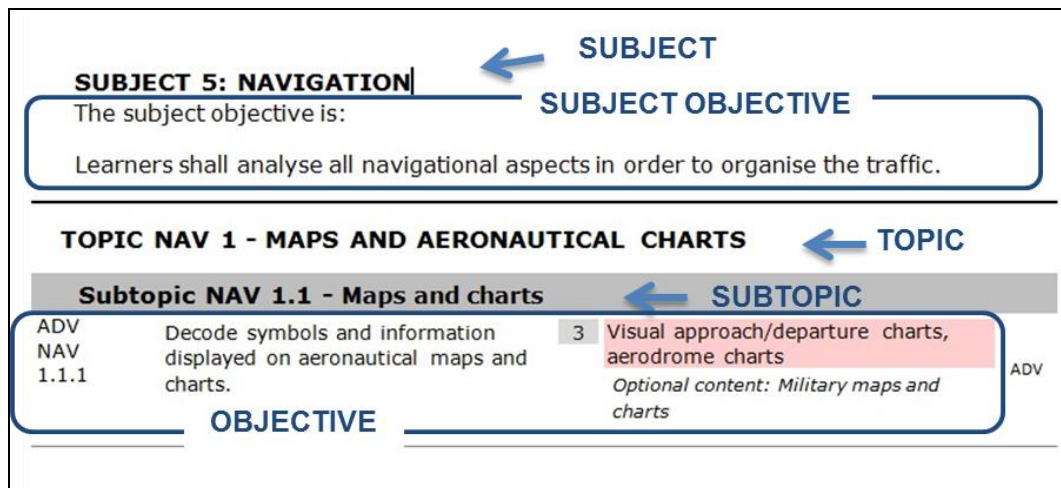 SUBJECT
SUBJECT 5: NAVIGATION
SUBJECT OBJECTIVE
The subject objective is:
Learners shall analyse all navigational aspects in order to organise the traffic.
TOPIC NAV 1 - MAPS AND AERONAUTICAL CHARTS
TOPIC
Subtopic NAV 1.1 - Maps and charts
SUBTOPIC
ADV
NAV
1.1.1
Decode symbols and information
displayed on aeronautical maps and
charts.
3
Visual approach/departure charts,
aerodrome charts
Optional content: Military maps and
charts
ADV
OBJECTIVE